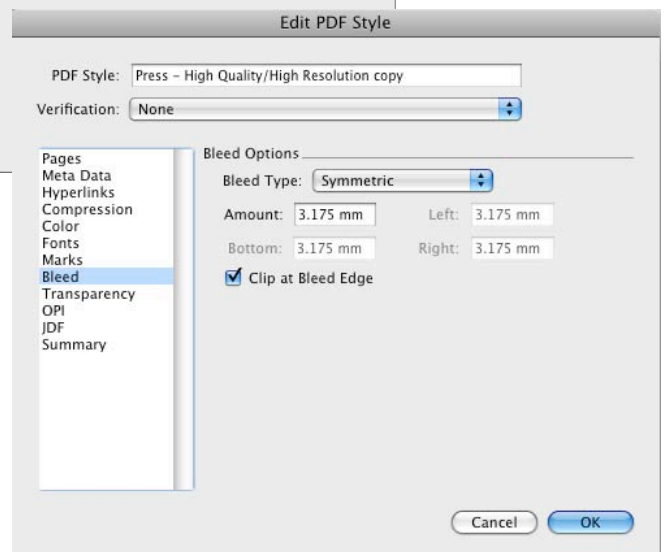 Edit PDF Style
PDF Style: Press - High Quality/High Resolution copy
Verification: None
Pages
Meta Data
Hyperlinks
Compression
Color
Fonts
Marks
Bleed
Transparency
OPI
JDF
Summary
Bleed Options
Bleed Type: Symmetric
Amount: 3.175 mm Left: 3.175 mm
Bottom: 3.175 mm Right: 3.175 mm
Clip at Bleed Edge
Cancel OK